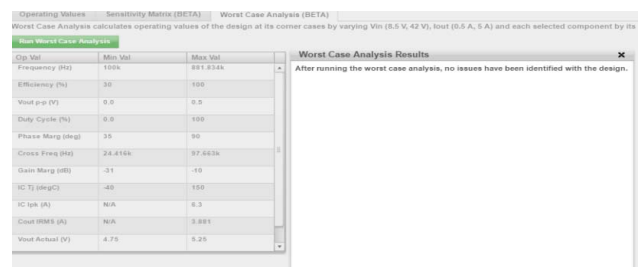 Operating Values Sensitivity Matrix (BETA) Worst Case Analysis (BETA)
Worst Case Analysis calculates operating values of the design at its corner cases by varying Vin (8.5 V, 42 V), Iout (0.5 A, 5 A) and each selected component by its
Run Worst Case Analysis
Worst Case Analysis Results x
After running the worst case analysis, no issues have been identified with the design.
Op Val Min Val Max Val
Frequency (Hz) 100k 881.834k
Efficiency (%) 30 100
Vout p-p (V) 0.0 0.5
Duty Cycle (%) 0.0 100
Phase Marg (deg) 35 90
Cross Freq (Hz) 24.416k 97.663k
Gain Marg (dB) -31 -10
IC Tj (degC) -40 150
IC Ipk (A) N/A 8.3
Cout IRMS (A) N/A 3.881
Vout Actual (V) 4.75 5.25